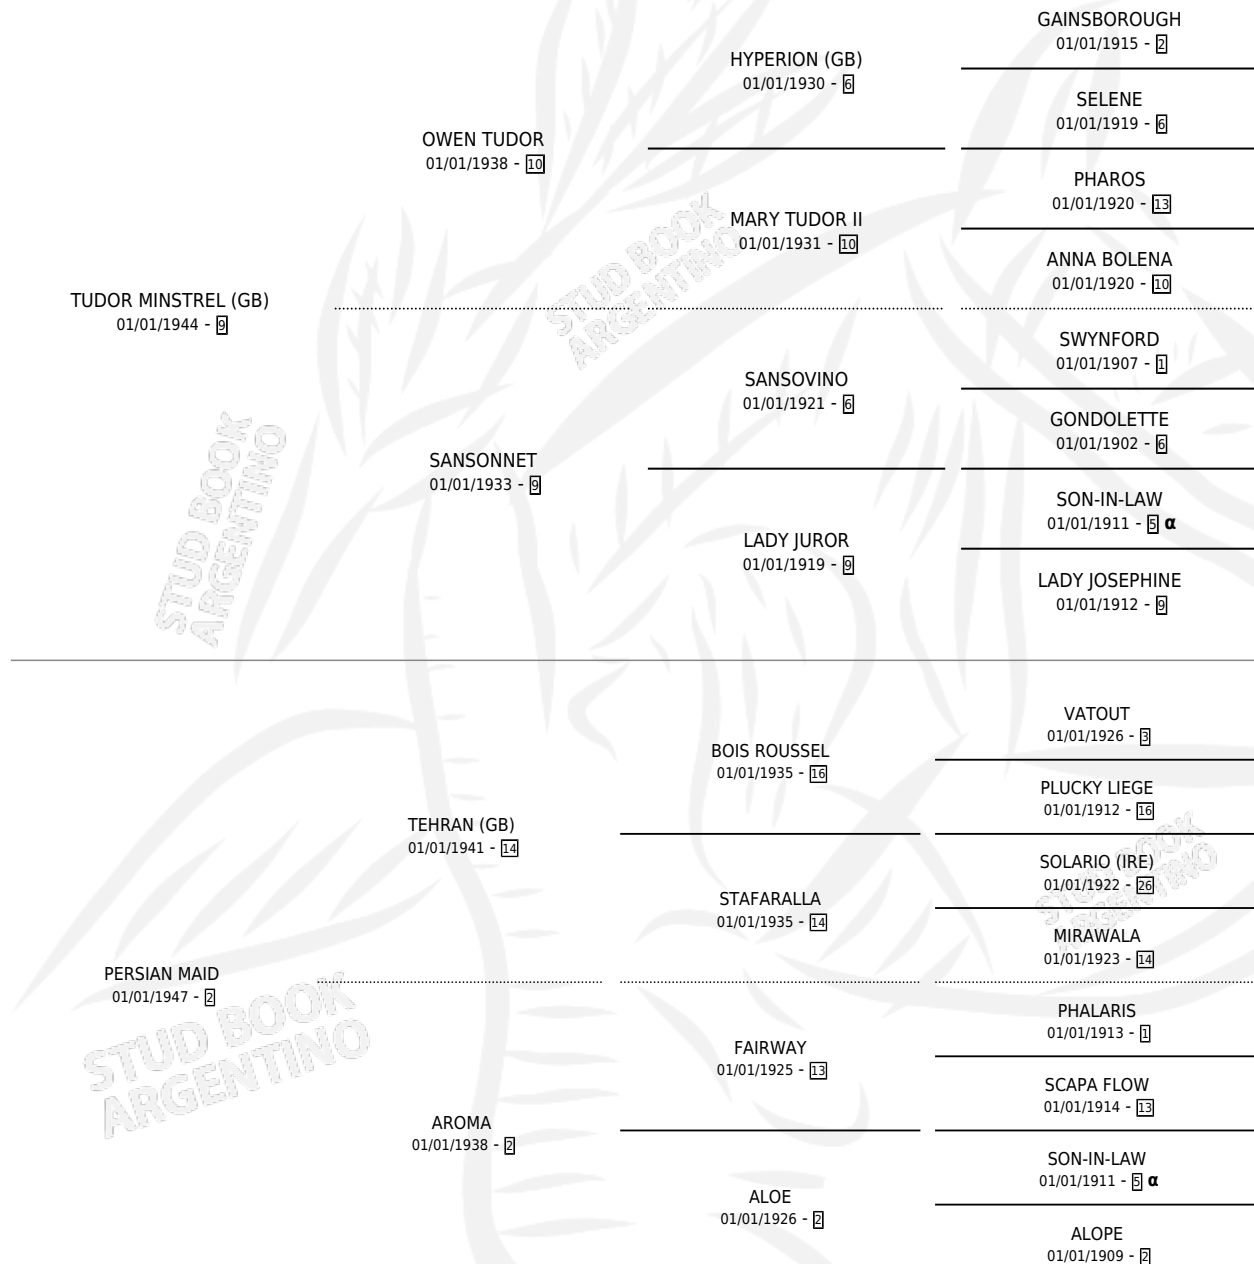 GAINSBOROUGH
01/01/1915 - 2
HYPERION (GB)
01/01/1930 - 6
SELENE
01/01/1919 - 6
OWEN TUDOR
01/01/1938 - 10
PHAROS
01/01/1920 - 13
MARY TUDOR II
01/01/1931 - 10
ANNA BOLENA
01/01/1920 - 10
TUDOR MINSTREL (GB)
01/01/1944 - 9
SWYNFORD
01/01/1907 - 1
SANSOVINO
01/01/1921 - 6
GONDOLETTE
01/01/1902 - 6
SANSONNET
01/01/1933 - 9
SON-IN-LAW
01/01/1911 - 5 α
LADY JUROR
01/01/1919 - 9
LADY JOSEPHINE
01/01/1912 - 9
VATOUT
01/01/1926 - 3
BOIS ROUSSEL
01/01/1935 - 16
PLUCKY LIEGE
01/01/1912 - 16
TEHRAN (GB)
01/01/1941 - 14
SOLARIO (IRE)
01/01/1922 - 26
STAFARALLA
01/01/1935 - 14
MIRAWALA
01/01/1923 - 14
PERSIAN MAID
01/01/1947 - 2
PHALARIS
01/01/1913 - 1
FAIRWAY
01/01/1925 - 13
SCAPA FLOW
01/01/1914 - 13
AROMA
01/01/1938 - 2
SON-IN-LAW
01/01/1911 - 5 α
ALOE
01/01/1926 - 2
ALOPE
01/01/1909 - 2
STUD BOOK
ARGENTINO
STUD BOOK
ARGENTINO
STUD BOOK
ARGENTINO
STUD BOOK
ARGENTINO